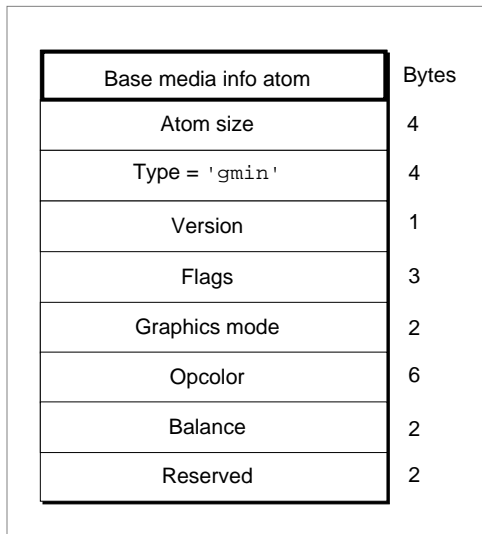 Base media info atom Bytes
Atom size 4
Type = 'gmin' 4
Version 1
Flags 3
Graphics mode 2
Opcolor 6
Balance 2
Reserved 2